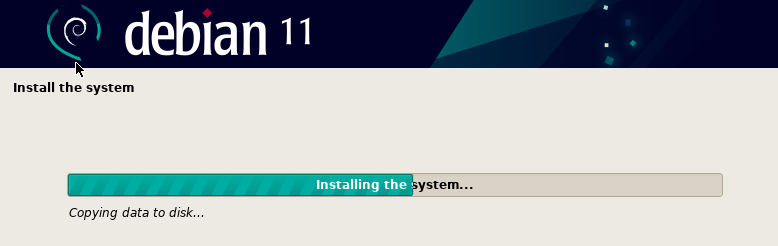 debian 11
Install the system
Installing the system...
Copying data to disk...